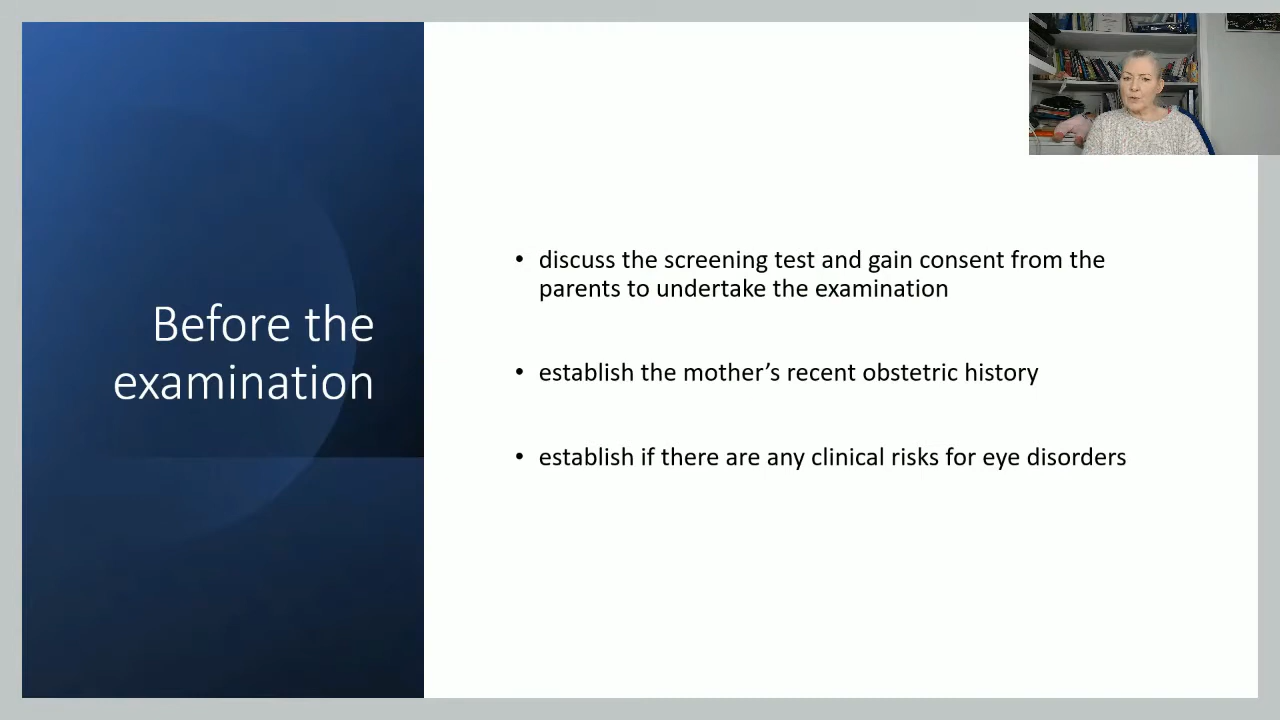 Before the
examination
• discuss the screening test and gain consent from the
parents to undertake the examination
• establish the mother’s recent obstetric history
• establish if there are any clinical risks for eye disorders